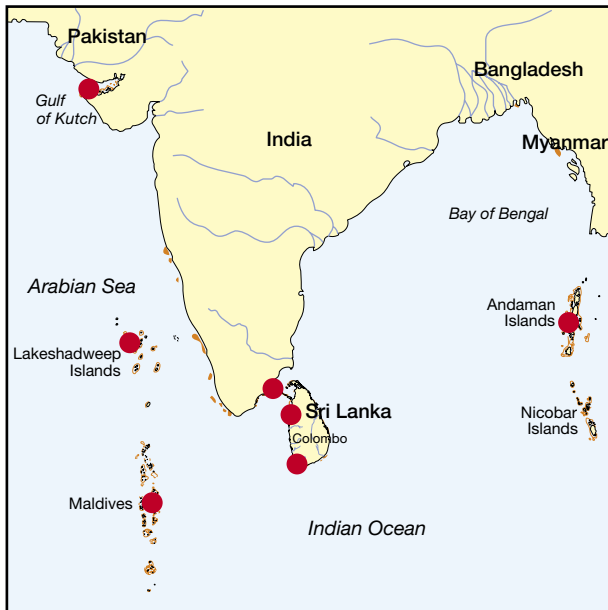 Pakistan
Bangladesh
Gulf
of Kutch
India
Myanmar
Bay of Bengal
Arabian Sea
Andaman
Islands
Lakeshadweep
Islands
Sri Lanka
Nicobar
Islands
Colombo
Maldives
Indian Ocean